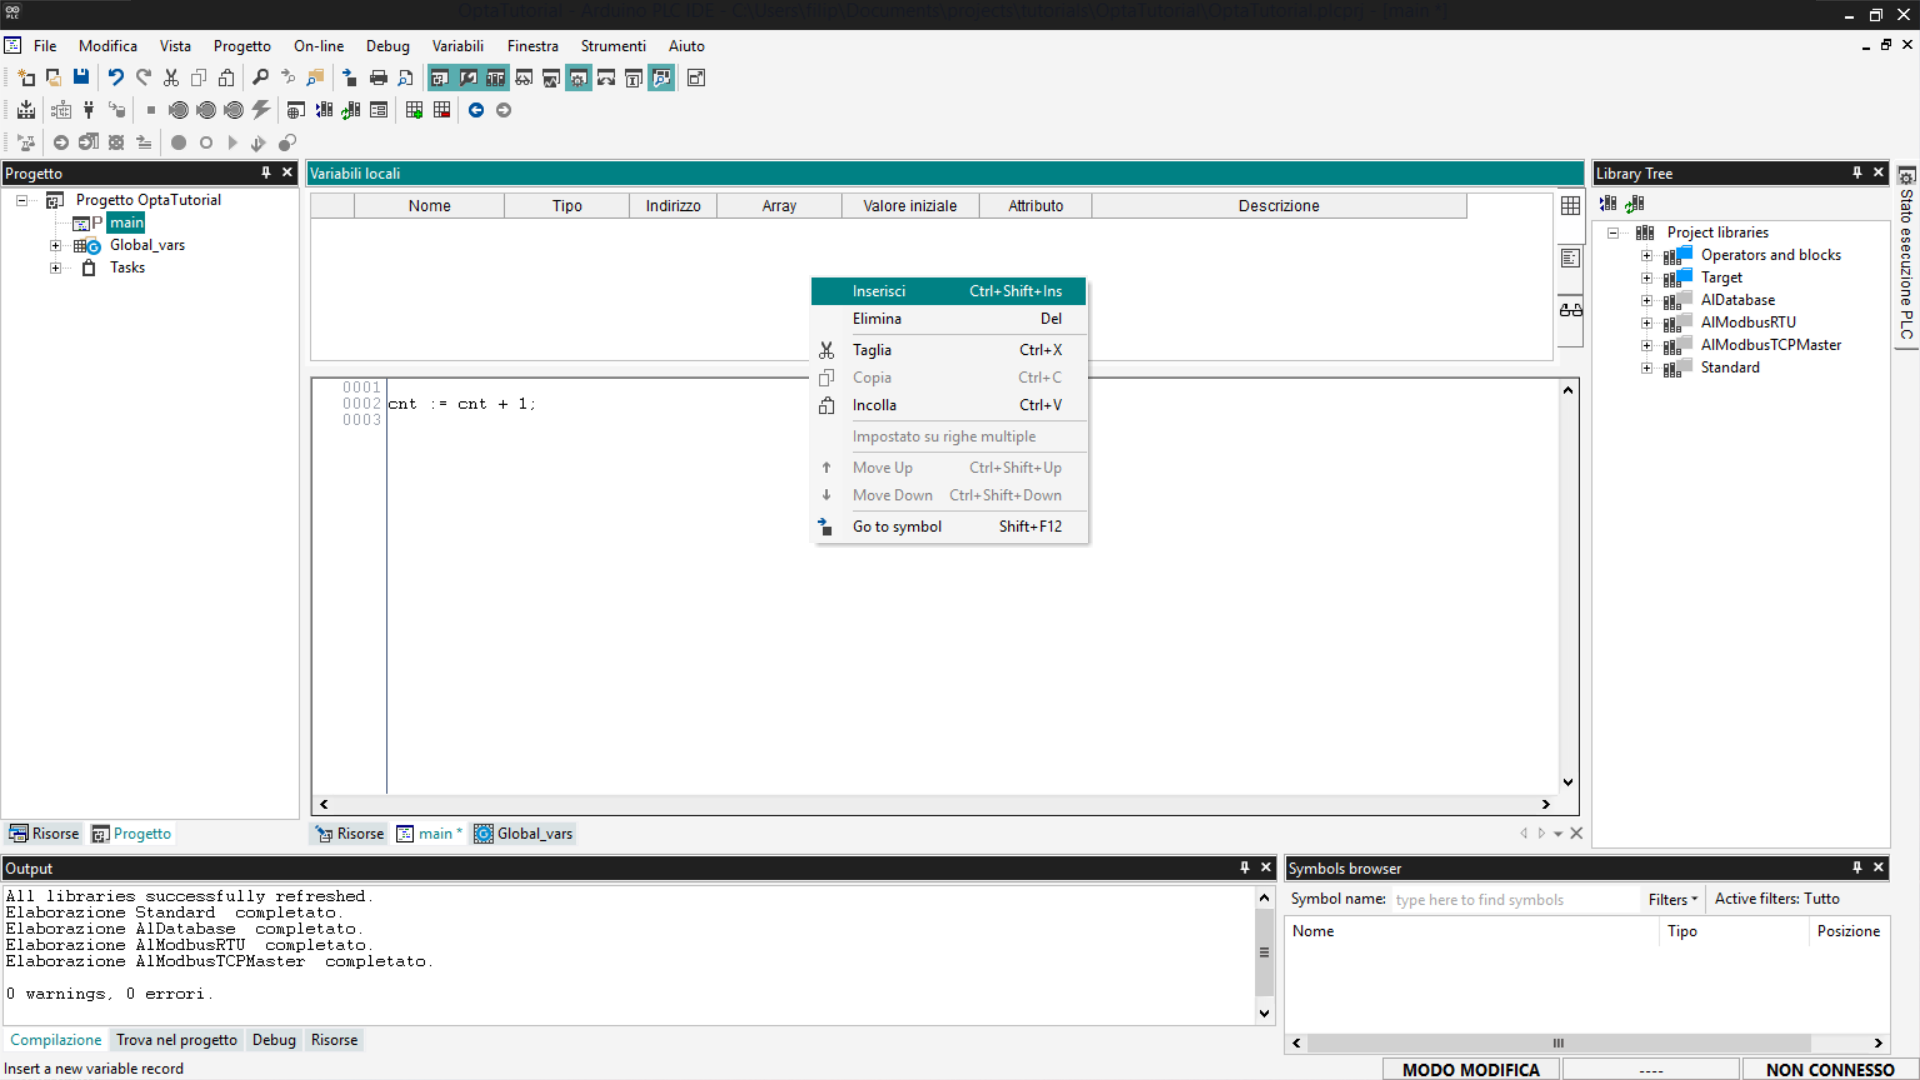 OptaTutorial - Arduino PLC IDE - C:\Users\filip\Documents\projects\tutorials\OptaTutorial\OptaTutorial.plcprj - [main *]
File Modifica Vista Progetto On-line Debug Variabili Finestra Strumenti Aiuto
Progetto
Progetto OptaTutorial
main
Global_vars
Tasks
Risorse Progetto
Variabili locali
Nome Tipo Indirizzo Array Valore iniziale Attributo Descrizione
Inserisci Ctrl+Shift+Ins
Elimina Del
Taglia Ctrl+X
Copia Ctrl+C
Incolla Ctrl+V
Impostato su righe multiple
Move Up Ctrl+Shift+Up
Move Down Ctrl+Shift+Down
Go to symbol Shift+F12
0001
0002 cnt := cnt + 1;
0003
Risorse main * Global_vars
Library Tree
Project libraries
Operators and blocks
Target
AlDatabase
AlModbusRTU
AlModbusTCPMaster
Standard
Stato esecuzione PLC
Output
All libraries successfully refreshed.
Elaborazione Standard completato.
Elaborazione AlDatabase completato.
Elaborazione AlModbusRTU completato.
Elaborazione AlModbusTCPMaster completato.
0 warnings, 0 errori.
Compilazione Trova nel progetto Debug Risorse
Symbols browser
Symbol name: type here to find symbols Filters Active filters: Tutto
Nome Tipo Posizione
Insert a new variable record
MODO MODIFICA ---- NON CONNESSO